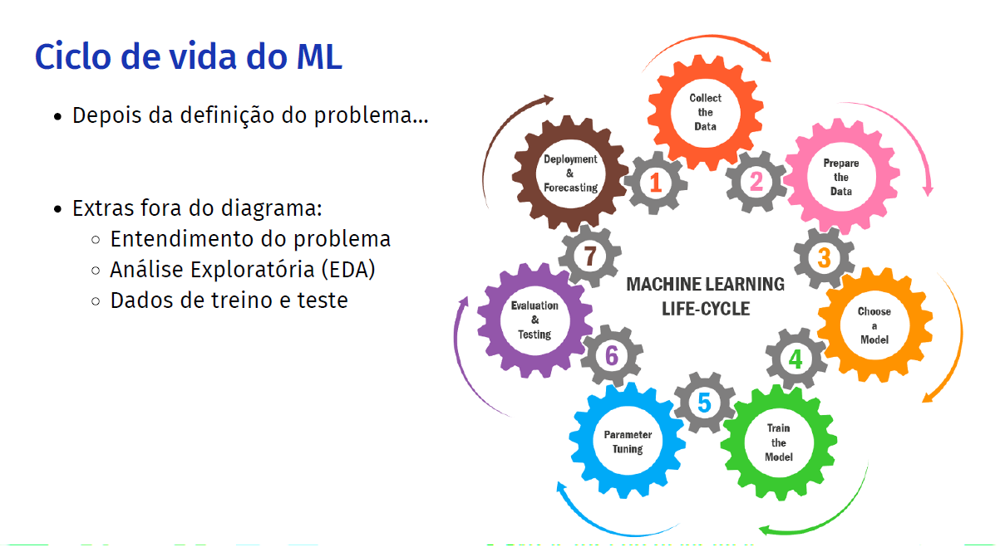 Ciclo de vida do ML
• Depois da definição do problema...
• Extras fora do diagrama:
○ Entendimento do problema
○ Análise Exploratória (EDA)
○ Dados de treino e teste
MACHINE LEARNING
LIFE-CYCLE
1
Collect
the
Data
2
Prepare
the
Data
3
Choose
a
Model
4
Train
the
Model
5
Parameter
Tuning
6
Evaluation
&
Testing
7
Deployment
&
Forecasting